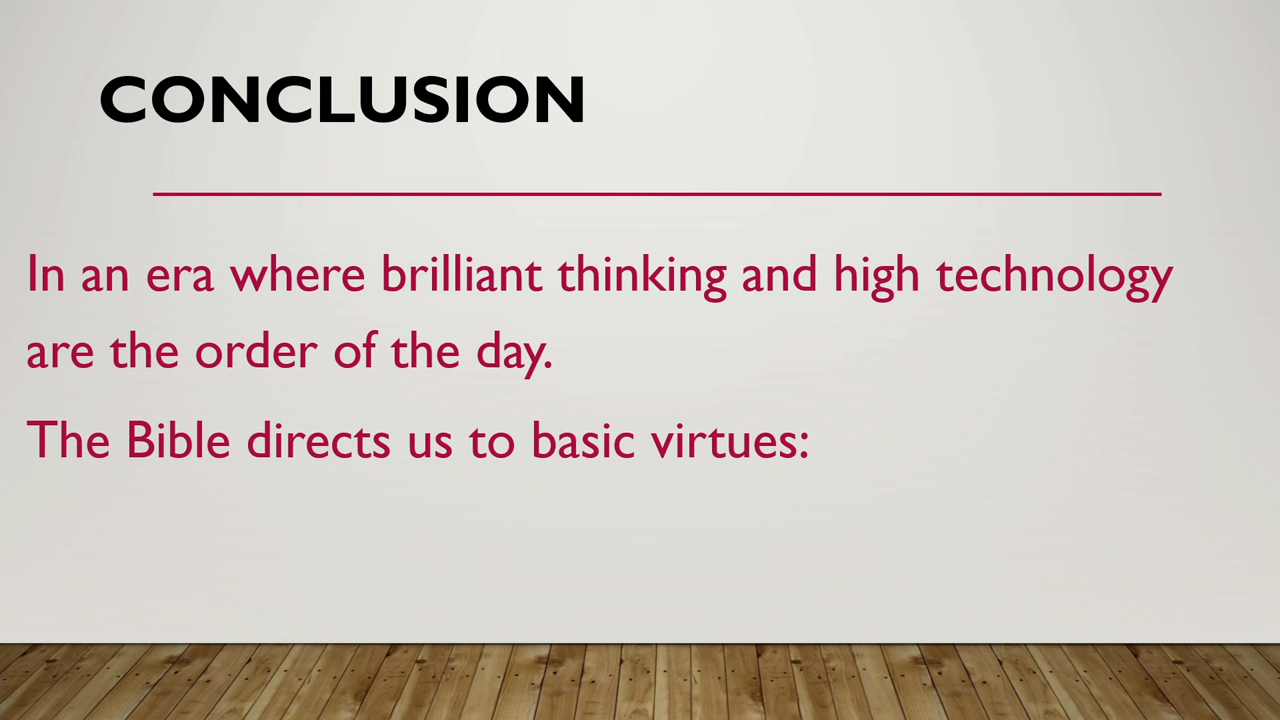 CONCLUSION
In an era where brilliant thinking and high technology
are the order of the day.
The Bible directs us to basic virtues: